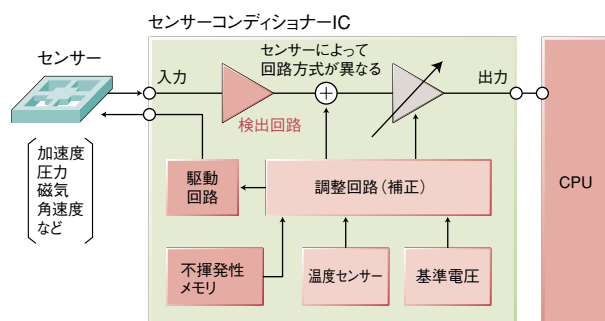 センサーコンディショナーIC
センサー
入力
センサーによって
回路方式が異なる
出力
検出回路
加速度
圧力
磁気
角速度
など
駆動
回路
調整回路(補正)
CPU
不揮発性
メモリ
温度センサー
基準電圧